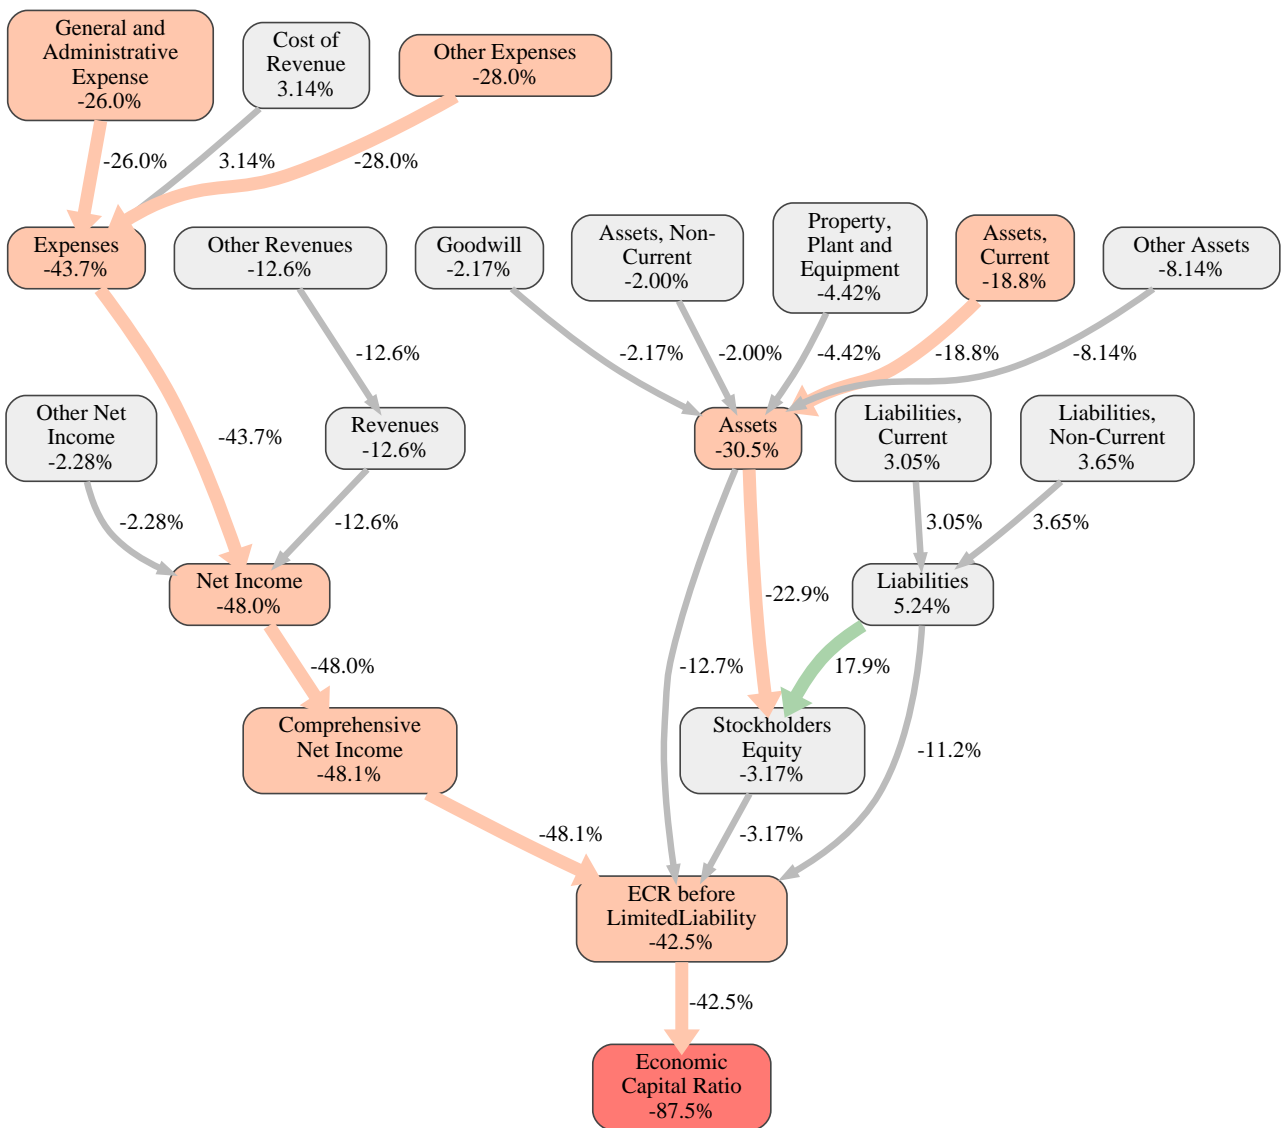 General and
Administrative
Expense
-26.0%
Cost of
Revenue
3.14%
Other Expenses
-28.0%
-26.0%
3.14%
-28.0%
Expenses
-43.7%
Other Revenues
-12.6%
Goodwill
-2.17%
Assets, Non-
Current
-2.00%
Property,
Plant and
Equipment
-4.42%
Assets,
Current
-18.8%
Other Assets
-8.14%
-12.6%
-2.17%
-2.00%
-4.42%
-18.8%
-8.14%
Other Net
Income
-2.28%
-43.7%
Revenues
-12.6%
Assets
-30.5%
Liabilities,
Current
3.05%
Liabilities,
Non-Current
3.65%
-2.28%
-12.6%
3.05%
3.65%
Net Income
-48.0%
-22.9%
Liabilities
5.24%
-48.0%
-12.7%
17.9%
Comprehensive
Net Income
-48.1%
Stockholders
Equity
-3.17%
-11.2%
-48.1%
-3.17%
ECR before
LimitedLiability
-42.5%
-42.5%
Economic
Capital Ratio
-87.5%